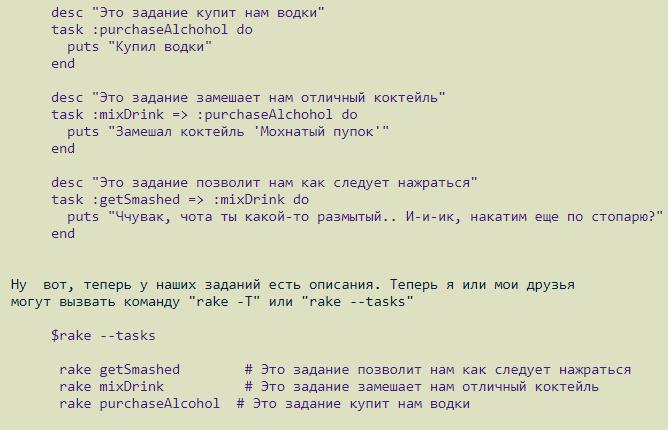 desc "Это задание купит нам водки"
task :purchaseAlchohol do
puts "Купил водки"
end
desc "Это задание замешает нам отличный коктейль"
task :mixDrink => :purchaseAlchohol do
puts "Замешал коктейль 'Мохнатый пупок'"
end
desc "Это задание позволит нам как следует нажраться"
task :getSmashed => :mixDrink do
puts "Ччувак, чота ты какой-то размытый.. И-и-ик, накатим еще по стопарю?"
end
Ну вот, теперь у наших заданий есть описания. Теперь я или мои друзья
могут вызвать команду "rake -T" или "rake --tasks"
$rake --tasks
rake getSmashed # Это задание позволит нам как следует нажраться
rake mixDrink # Это задание замешает нам отличный коктейль
rake purchaseAlcohol # Это задание купит нам водки